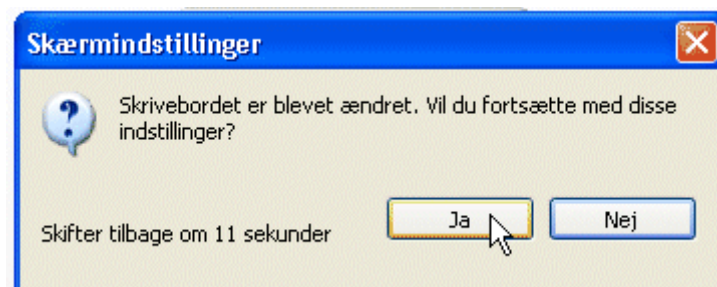 Skærmindstillinger
Skrivebordet er blevet ændret. Vil du fortsætte med disse
indstillinger?
Skifter tilbage om 11 sekunder
Ja
Nej